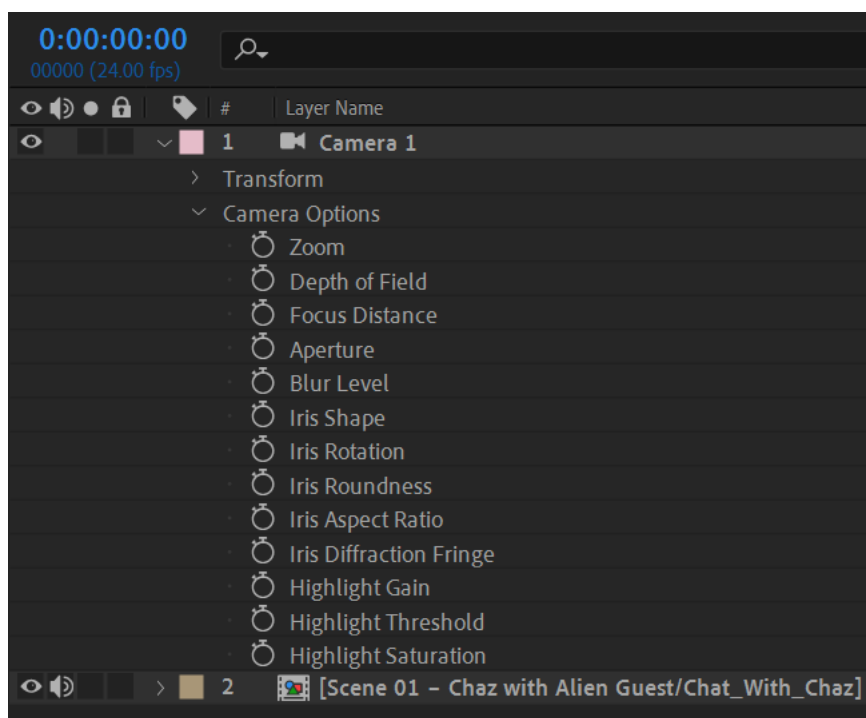 0:00:00:00
00000 (24.00 fps)
# Layer Name
1 Camera 1
Transform
Camera Options
Zoom
Depth of Field
Focus Distance
Aperture
Blur Level
Iris Shape
Iris Rotation
Iris Roundness
Iris Aspect Ratio
Iris Diffraction Fringe
Highlight Gain
Highlight Threshold
Highlight Saturation
2 [Scene 01 – Chaz with Alien Guest/Chat_With_Chaz]